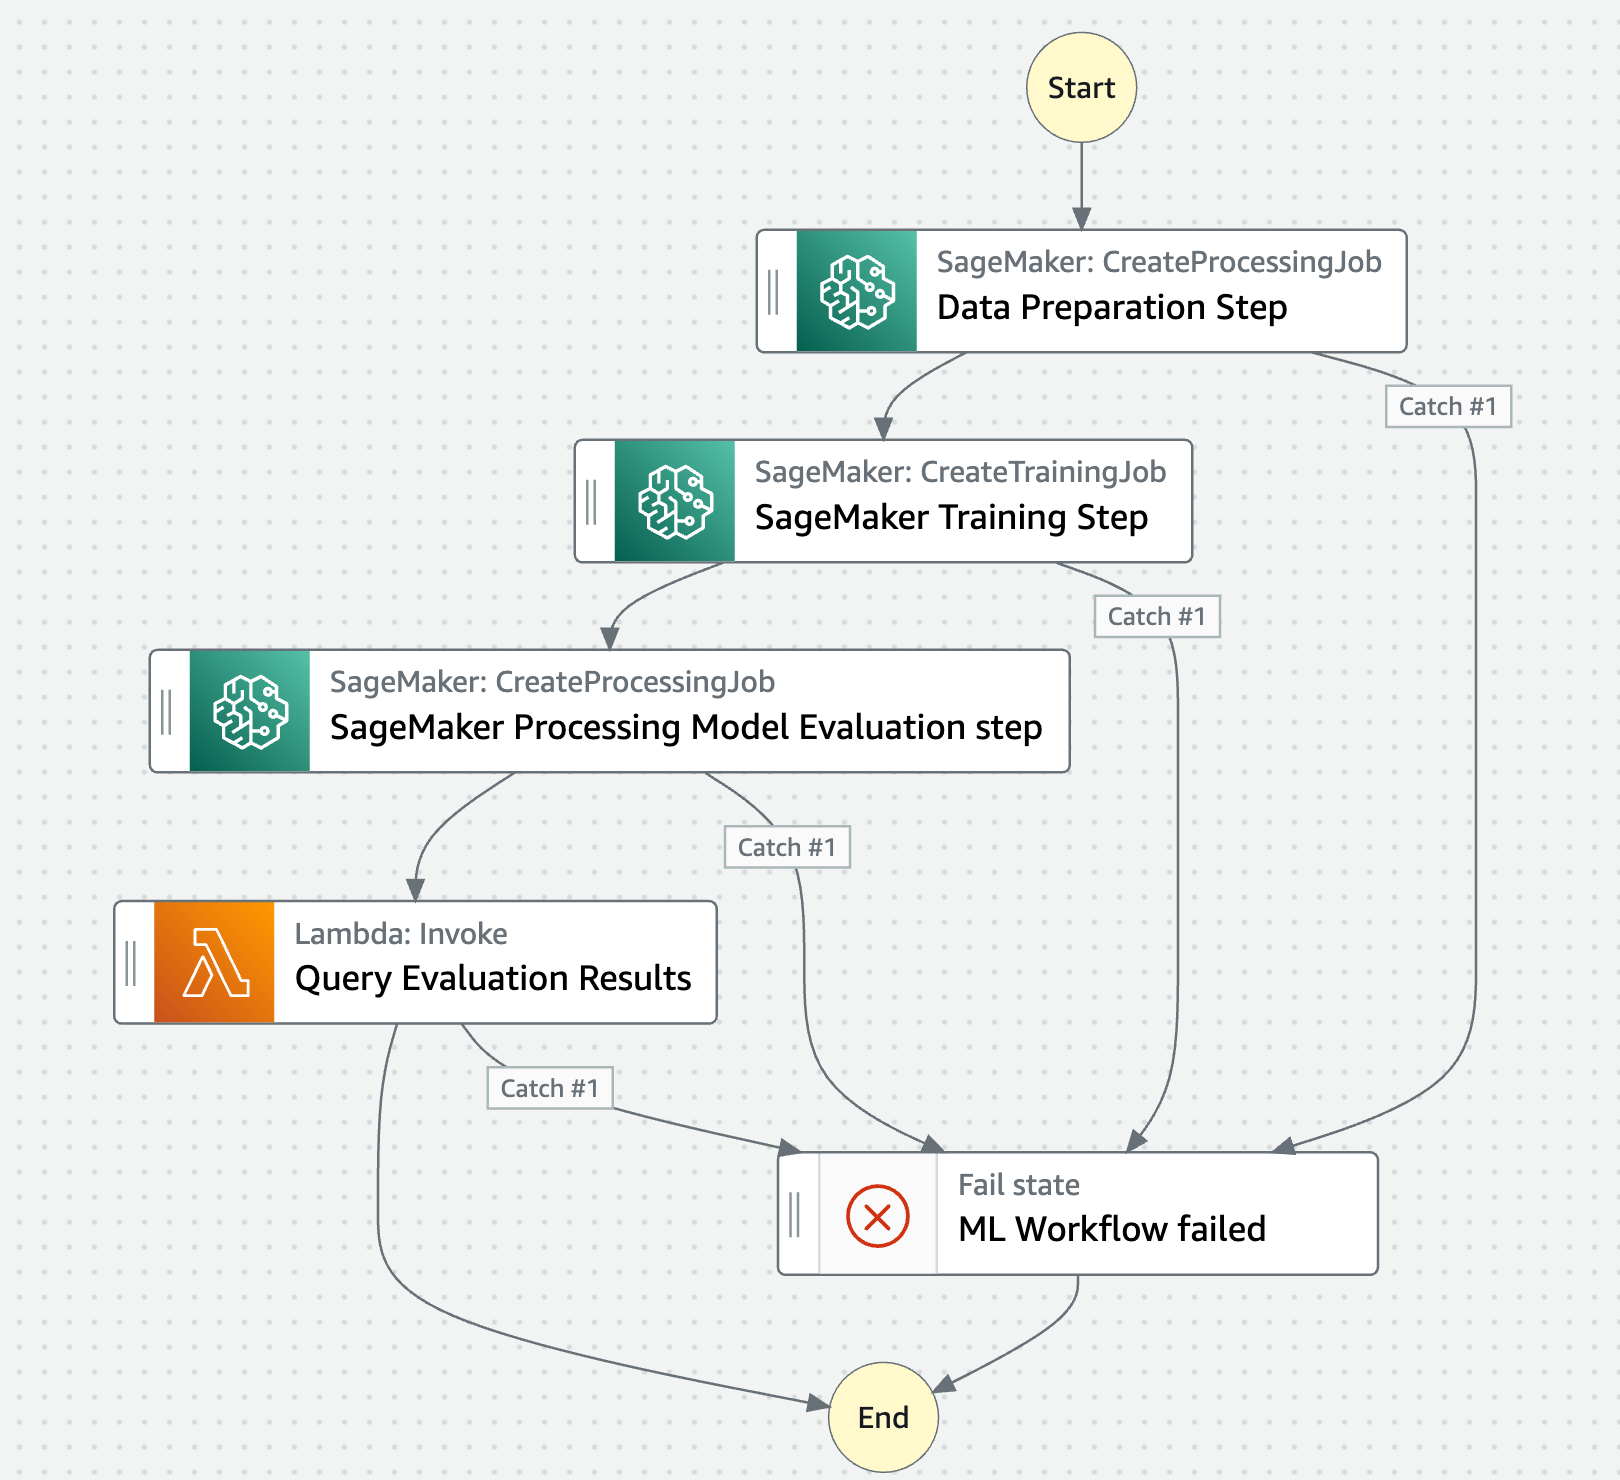 Start
SageMaker: CreateProcessingJob
Data Preparation Step
Catch #1
SageMaker: CreateTrainingJob
SageMaker Training Step
Catch #1
SageMaker: CreateProcessingJob
SageMaker Processing Model Evaluation step
Catch #1
Lambda: Invoke
Query Evaluation Results
Catch #1
Fail state
ML Workflow failed
End